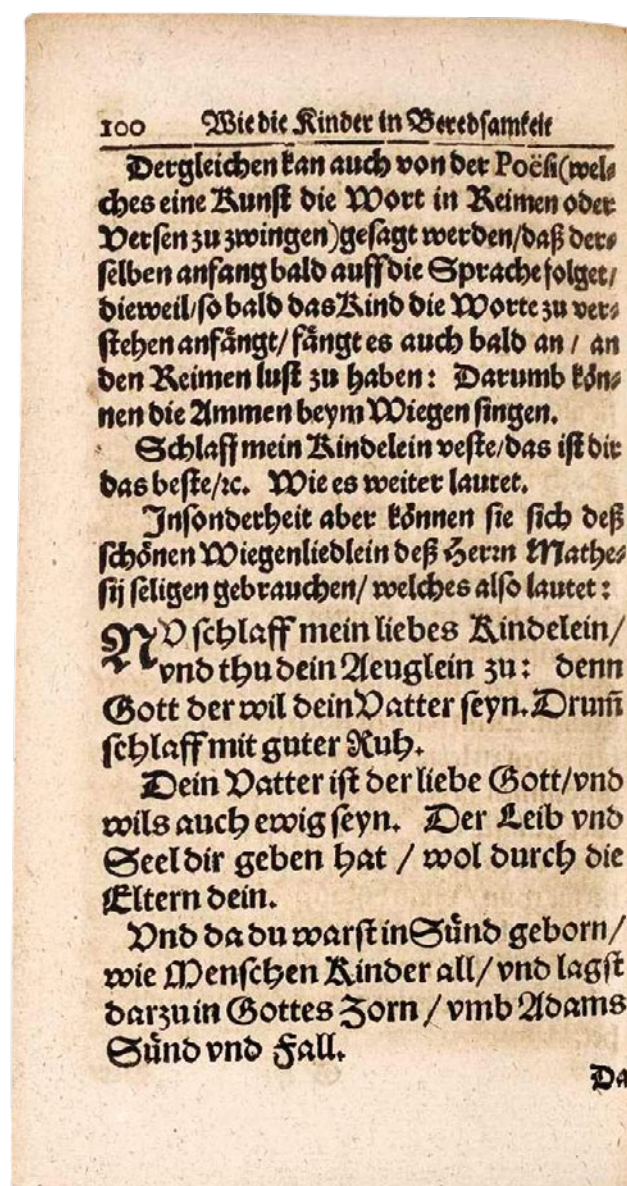 100 Wie die Kinder in Beredsamkeit
Dergleichen kan auch von der Poësi (wel⸗
ches eine Kunst die Wort in Reimen oder
Versen zu zwingen) gesagt werden/ daß der⸗
selben anfang bald auff die Sprache folget/
dieweil/ so bald das Kind die Worte zu ver⸗
stehen anfängt/ fängt es auch bald an / an
den Reimen lust zu haben: Darumb kön⸗
nen die Ammen beym Wiegen singen.
Schlaff mein Kindelein veste/ das ist dir
das beste/ ꝛc. Wie es weiter lautet.
Insonderheit aber können sie sich deß
schönen Wiegenliedlein deß Herrn Mathe⸗
sij seligen gebrauchen/ welches also lautet:
NV schlaff mein liebes Kindelein/
vnd thu dein Aeuglein zu: denn
Gott der wil dein Vatter seyn. Drum̃
schlaff mit guter Ruh.
Dein Vatter ist der liebe Gott/ vnd
wils auch ewig seyn. Der Leib vnd
Seel dir geben hat / wol durch die
Eltern dein.
Vnd da du warst in Sünd geborn/
wie Menschen Kinder all/ vnd lagst
darzu in Gottes Zorn / vmb Adams
Sünd vnd Fall.
Da